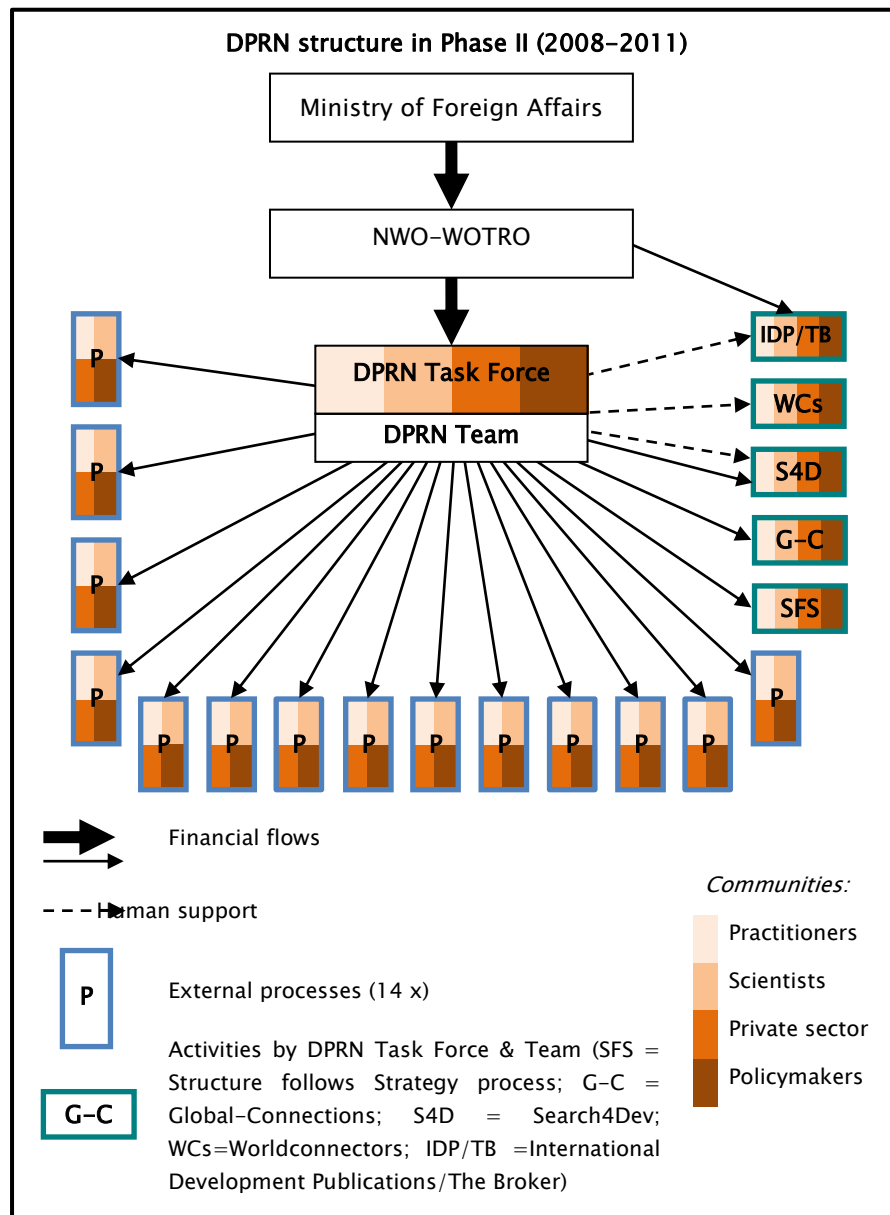 DPRN structure in Phase II (2008-2011)
Ministry of Foreign Affairs
NWO-WOTRO
DPRN Task Force
DPRN Team
IDP/TB
WCs
S4D
G-C
SFS
P
P
P
P
P
P
P
P
P
P
P
P
P
P
Financial flows
Human support
P
External processes (14 x)
G-C
Activities by DPRN Task Force & Team (SFS =
Structure follows Strategy process; G-C =
Global-Connections; S4D = Search4Dev;
WCs=Worldconnectors; IDP/TB =International
Development Publications/The Broker)
Communities:
Practitioners
Scientists
Private sector
Policymakers